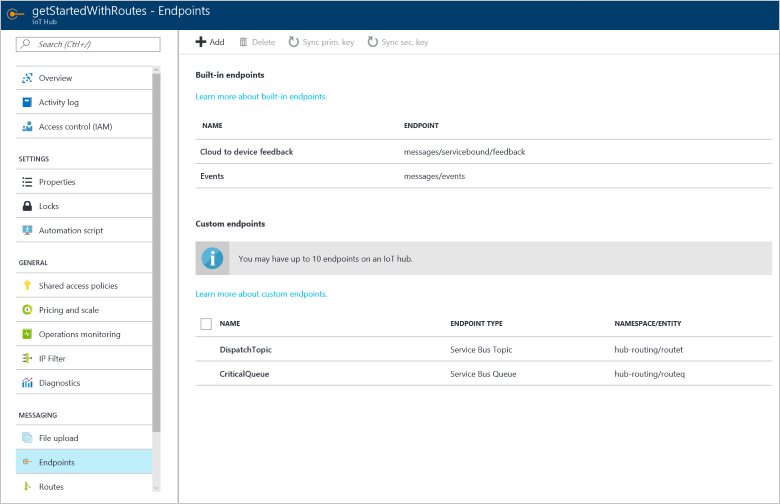 getStartedWithRoutes - Endpoints
IoT Hub
Search (Ctrl+/)
Overview
Activity log
Access control (IAM)
SETTINGS
Properties
Locks
Automation script
GENERAL
Shared access policies
Pricing and scale
Operations monitoring
IP Filter
Diagnostics
MESSAGING
File upload
Endpoints
Routes
Add Delete Sync prim. key Sync sec. key
Built-in endpoints
Learn more about built-in endpoints.
NAME ENDPOINT
Cloud to device feedback messages/servicebound/feedback
Events messages/events
Custom endpoints
You may have up to 10 endpoints on an IoT hub.
Learn more about custom endpoints.
NAME ENDPOINT TYPE NAMESPACE/ENTITY
DispatchTopic Service Bus Topic hub-routing/routet
CriticalQueue Service Bus Queue hub-routing/routeq